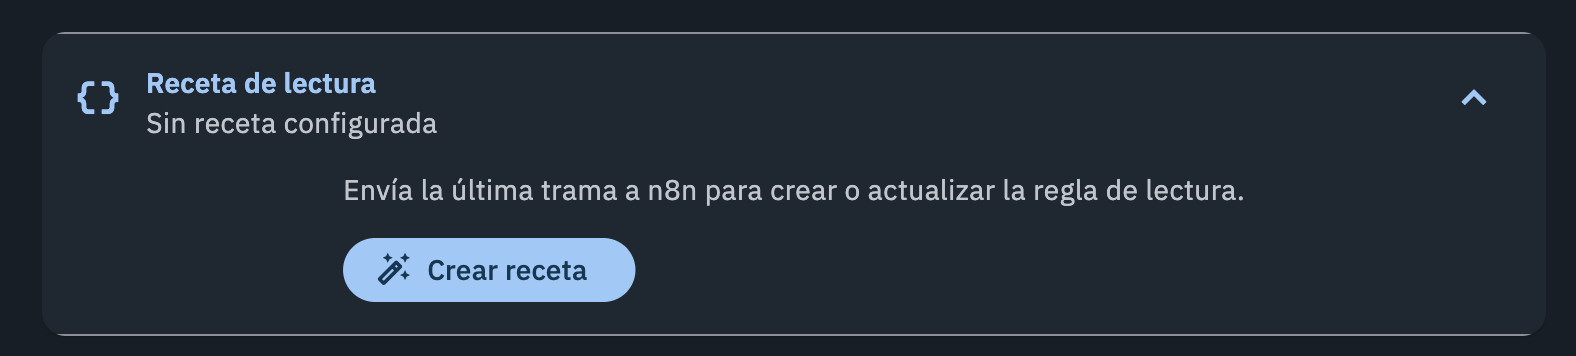 Receta de lectura
Sin receta configurada
Envía la última trama a n8n para crear o actualizar la regla de lectura.
Crear receta